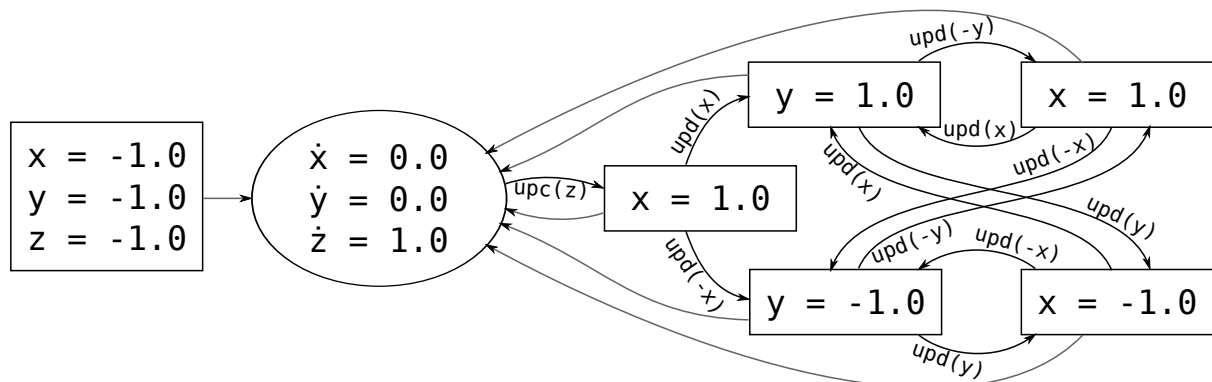 x = -1.0
y = -1.0
z = -1.0
ẋ = 0.0
ẏ = 0.0
ż = 1.0
upc(z)
x = 1.0
upd(x)
upd(-x)
y = 1.0
upd(-y)
x = 1.0
upd(x)
upd(x)
upd(-x)
upd(-y)
upd(y)
upd(-x)
y = -1.0
x = -1.0
upd(y)